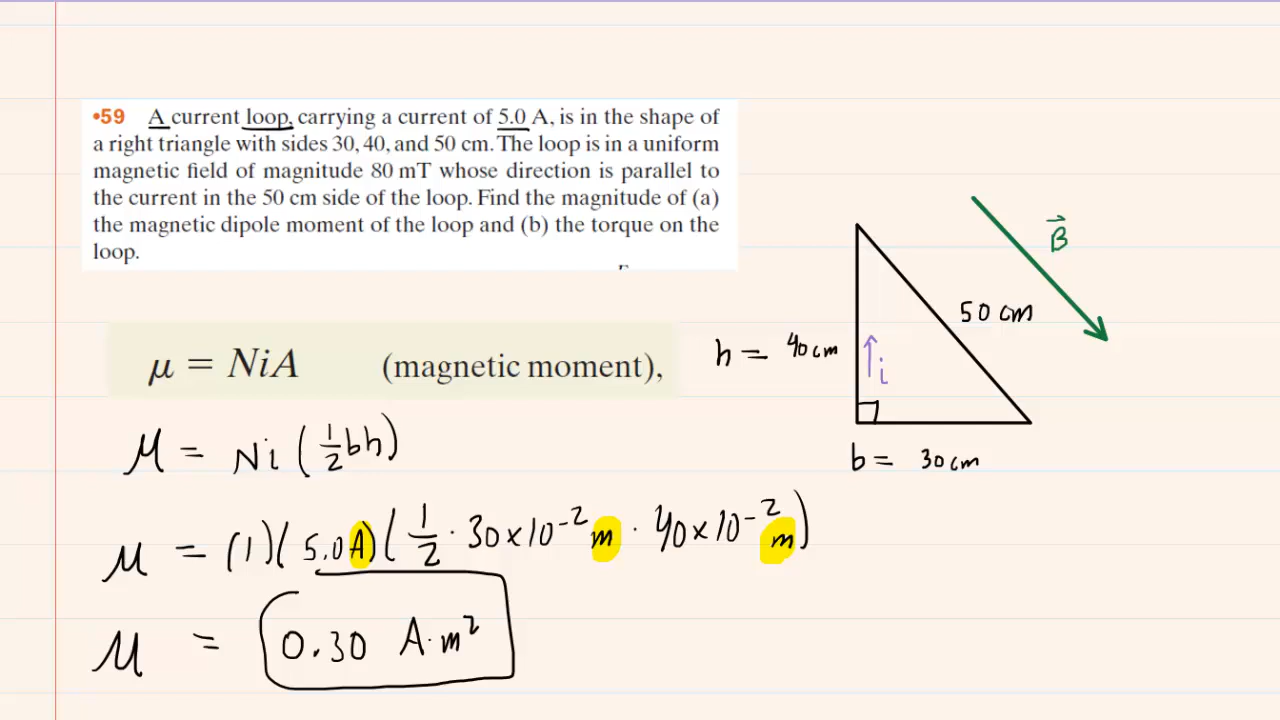 •59 A current loop, carrying a current of 5.0 A, is in the shape of
a right triangle with sides 30, 40, and 50 cm. The loop is in a uniform
magnetic field of magnitude 80 mT whose direction is parallel to
the current in the 50 cm side of the loop. Find the magnitude of (a)
the magnetic dipole moment of the loop and (b) the torque on the
loop.
B⃗
50 cm
h = 40 cm
i
b = 30 cm
μ = NiA (magnetic moment),
μ = Ni(½bh)
μ = (1)(5.0A)(½ · 30×10⁻² m · 40×10⁻² m)
μ = 0.30 A·m²